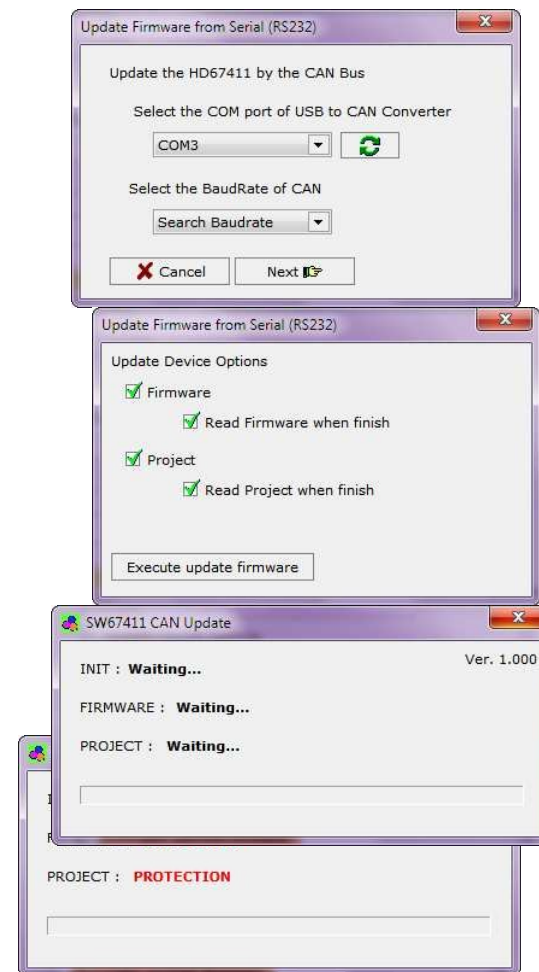 Update Firmware from Serial (RS232)
Update the HD67411 by the CAN Bus
Select the COM port of USB to CAN Converter
COM3
Select the BaudRate of CAN
Search Baudrate
Cancel Next
Update Firmware from Serial (RS232)
Update Device Options
Firmware
Read Firmware when finish
Project
Read Project when finish
Execute update firmware
SW67411 CAN Update
Ver. 1.000
INIT : Waiting...
FIRMWARE : Waiting...
PROJECT : Waiting...
PROJECT : PROTECTION